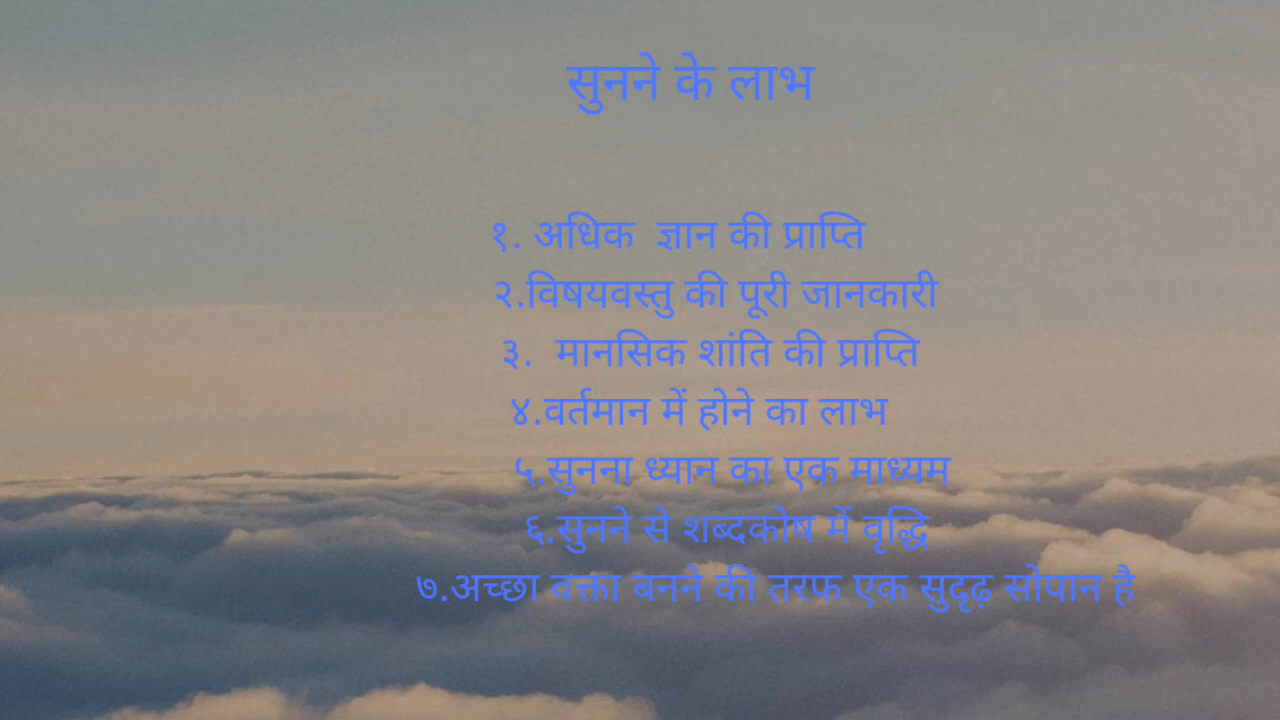 सुनने के लाभ
१. अधिक ज्ञान की प्राप्ति
२.विषयवस्तु की पूरी जानकारी
३. मानसिक शांति की प्राप्ति
४.वर्तमान में होने का लाभ
५.सुनना ध्यान का एक माध्यम
६.सुनने से शब्दकोष में वृद्धि
७.अच्छा वक्ता बनने की तरफ एक सुदृढ़ सोपान है